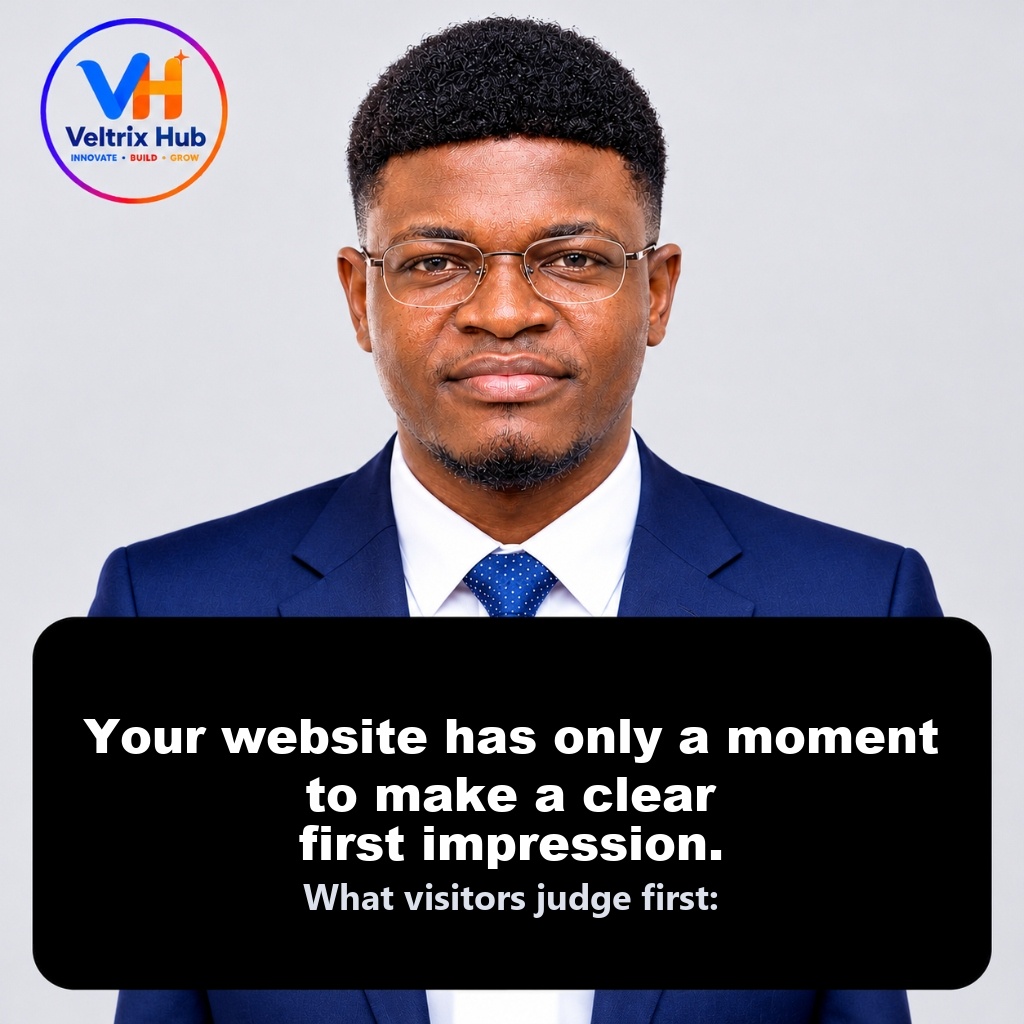 VH
Veltrix Hub
INNOVATE • BUILD • GROW
Your website has only a moment
to make a clear
first impression.
What visitors judge first: